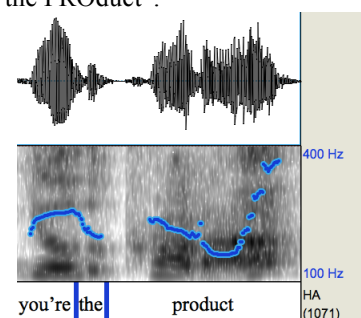 the PROduct".
400 Hz
100 Hz
you're the product
HA
(1071)